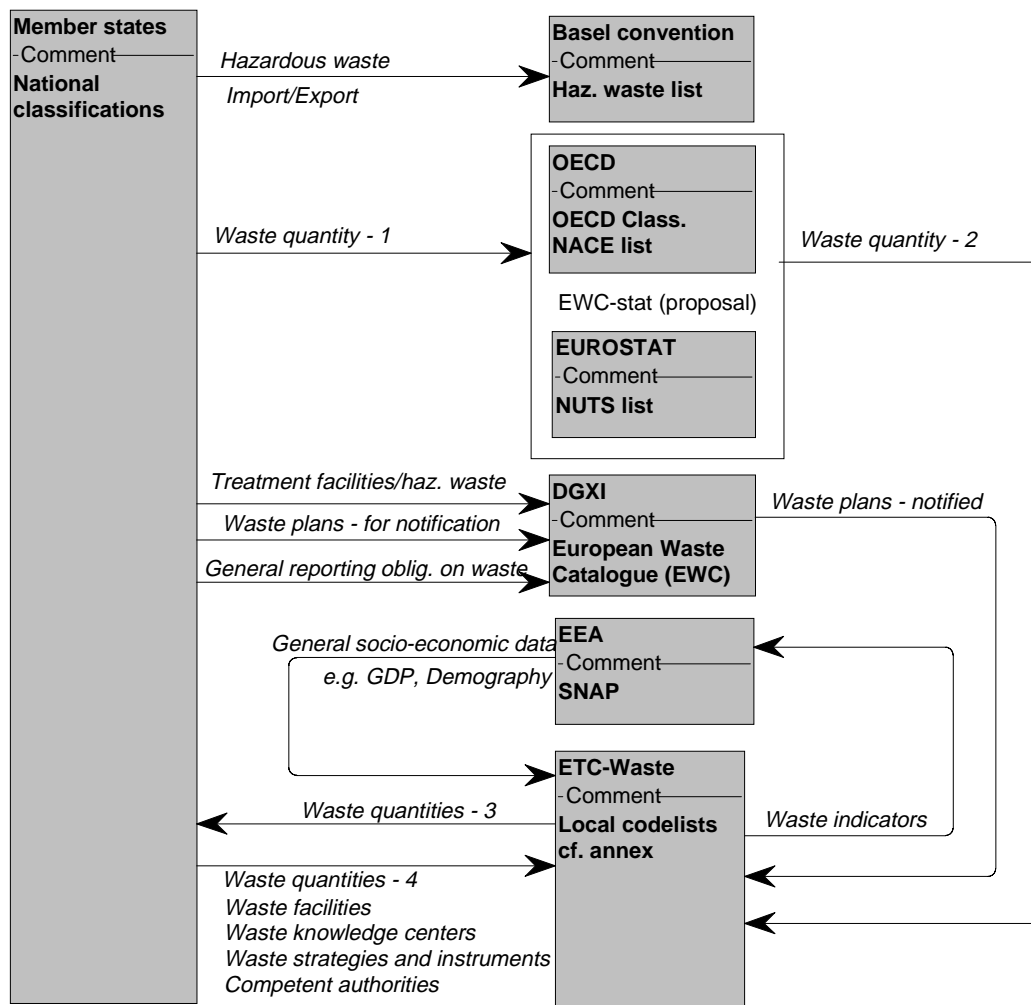 Member states
Comment
National
classifications
Hazardous waste
Import/Export
Basel convention
Comment
Haz. waste list
Waste quantity - 1
OECD
Comment
OECD Class.
NACE list
EWC-stat (proposal)
EUROSTAT
Comment
NUTS list
Waste quantity - 2
Treatment facilities/haz. waste
Waste plans - for notification
General reporting oblig. on waste
DGXI
Comment
European Waste
Catalogue (EWC)
Waste plans - notified
General socio-economic data
e.g. GDP, Demography
EEA
Comment
SNAP
ETC-Waste
Comment
Local codelists
cf. annex
Waste indicators
Waste quantities - 3
Waste quantities - 4
Waste facilities
Waste knowledge centers
Waste strategies and instruments
Competent authorities